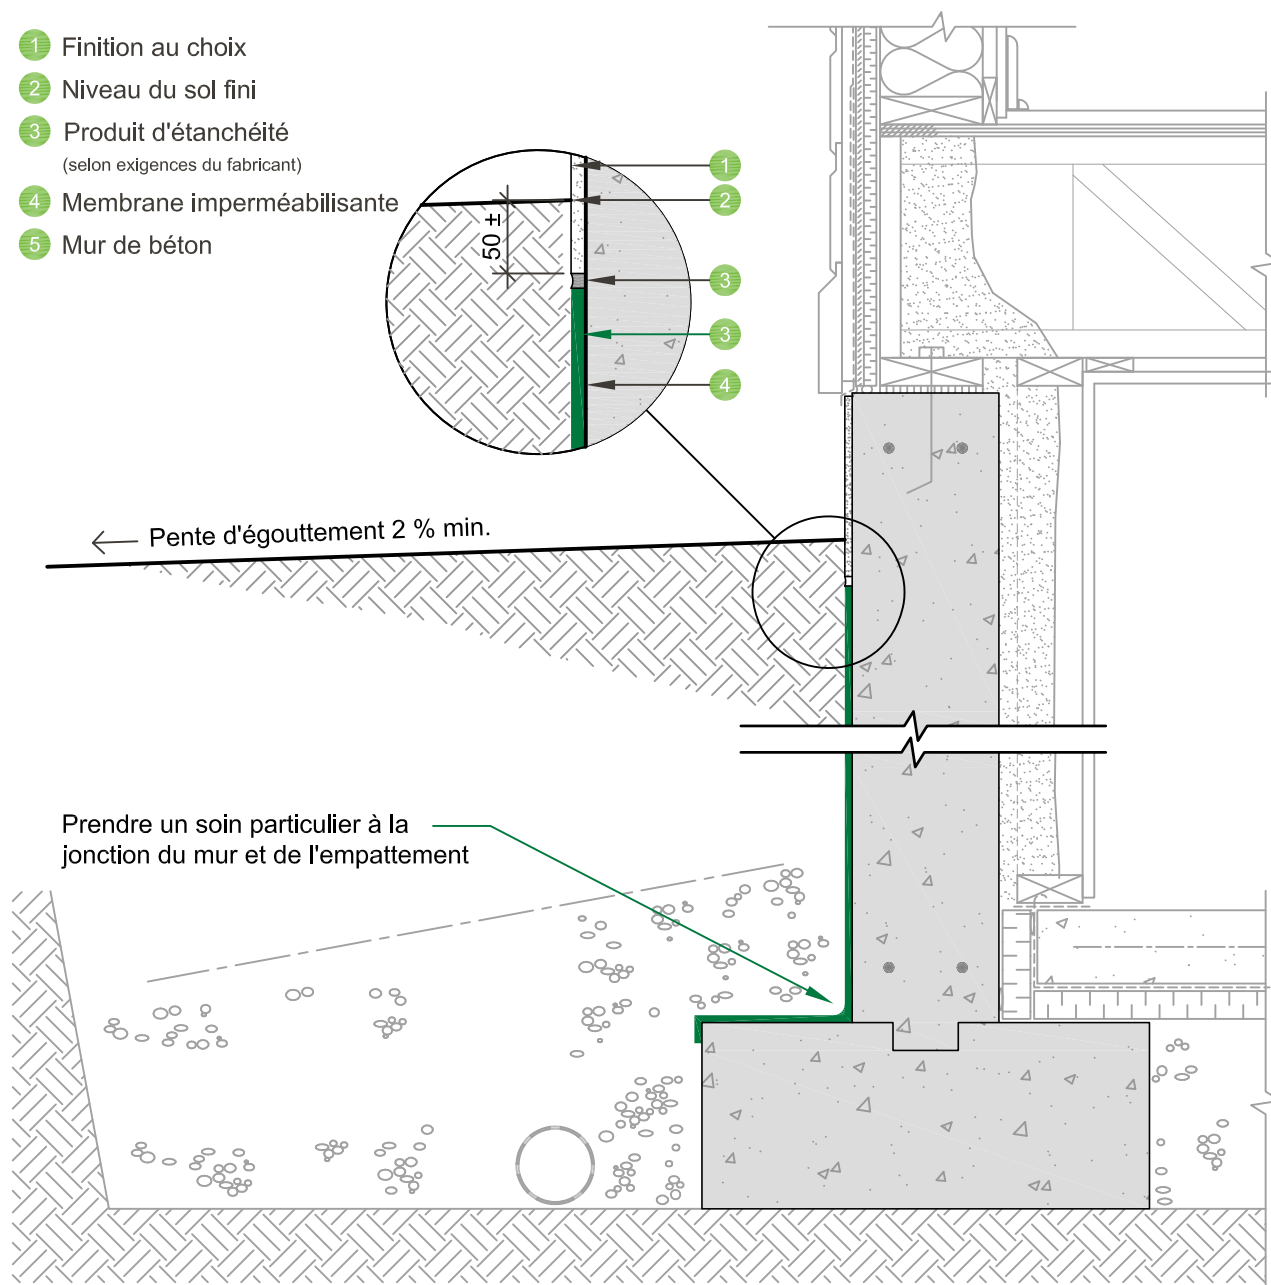 1 Finition au choix
2 Niveau du sol fini
3 Produit d'étanchéité
(selon exigences du fabricant)
4 Membrane imperméabilisante
5 Mur de béton
1
2
50 ±
3
3
4
Pente d'égouttement 2 % min.
Prendre un soin particulier à la
jonction du mur et de l'empattement